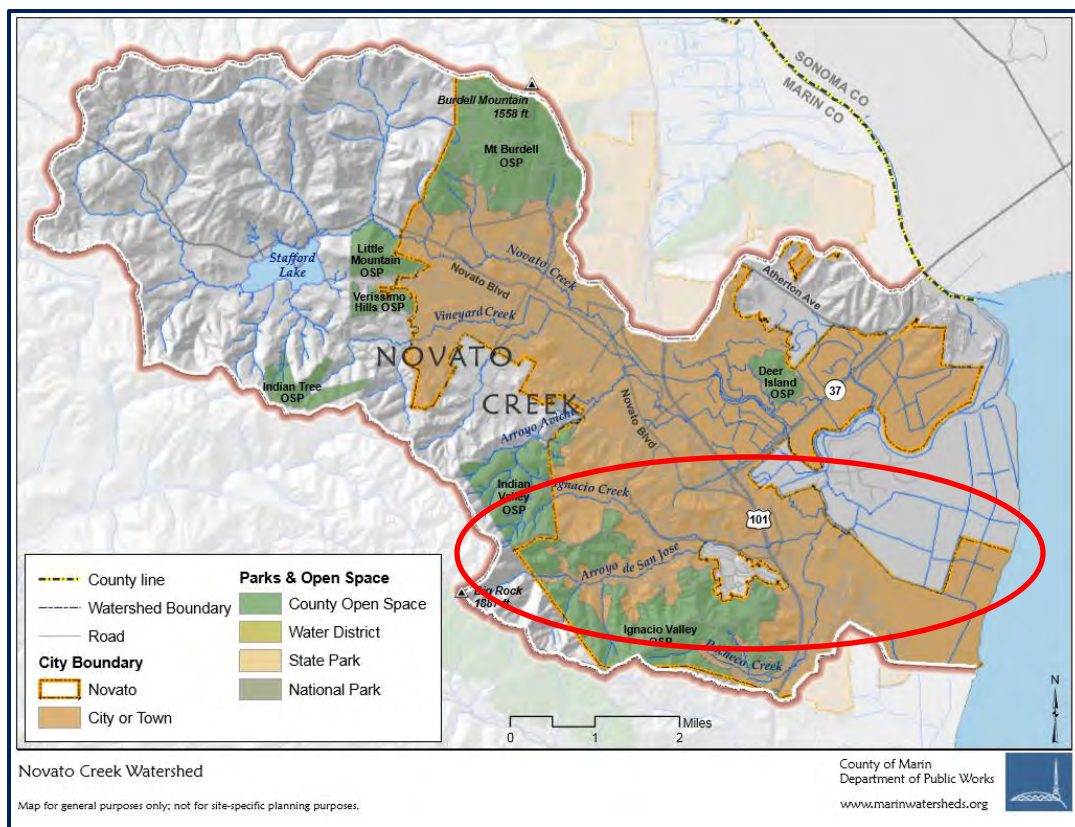 SONOMA CO
MARIN CO
Burdell Mountain
1558 ft
Mt Burdell
OSP
Little
Mountain
OSP
Stafford
Lake
Verissimo
Hills OSP
Novato Blvd
Novato Creek
Vineyard Creek
Atherton Ave
NOVATO
CREEK
Indian Tree
OSP
Deer
Island
OSP
37
Novato Blvd
Arroyo Avichi
Indian
Valley
OSP
Ignacio Creek
101
Arroyo de San Jose
Big Rock
1887 ft
Ignacio Valley
OSP
Pacheco Creek
County line
Watershed Boundary
Road
City Boundary
Novato
City or Town
Parks & Open Space
County Open Space
Water District
State Park
National Park
0 1 2
Miles
N
Novato Creek Watershed
Map for general purposes only; not for site-specific planning purposes.
County of Marin
Department of Public Works
www.marinwatersheds.org